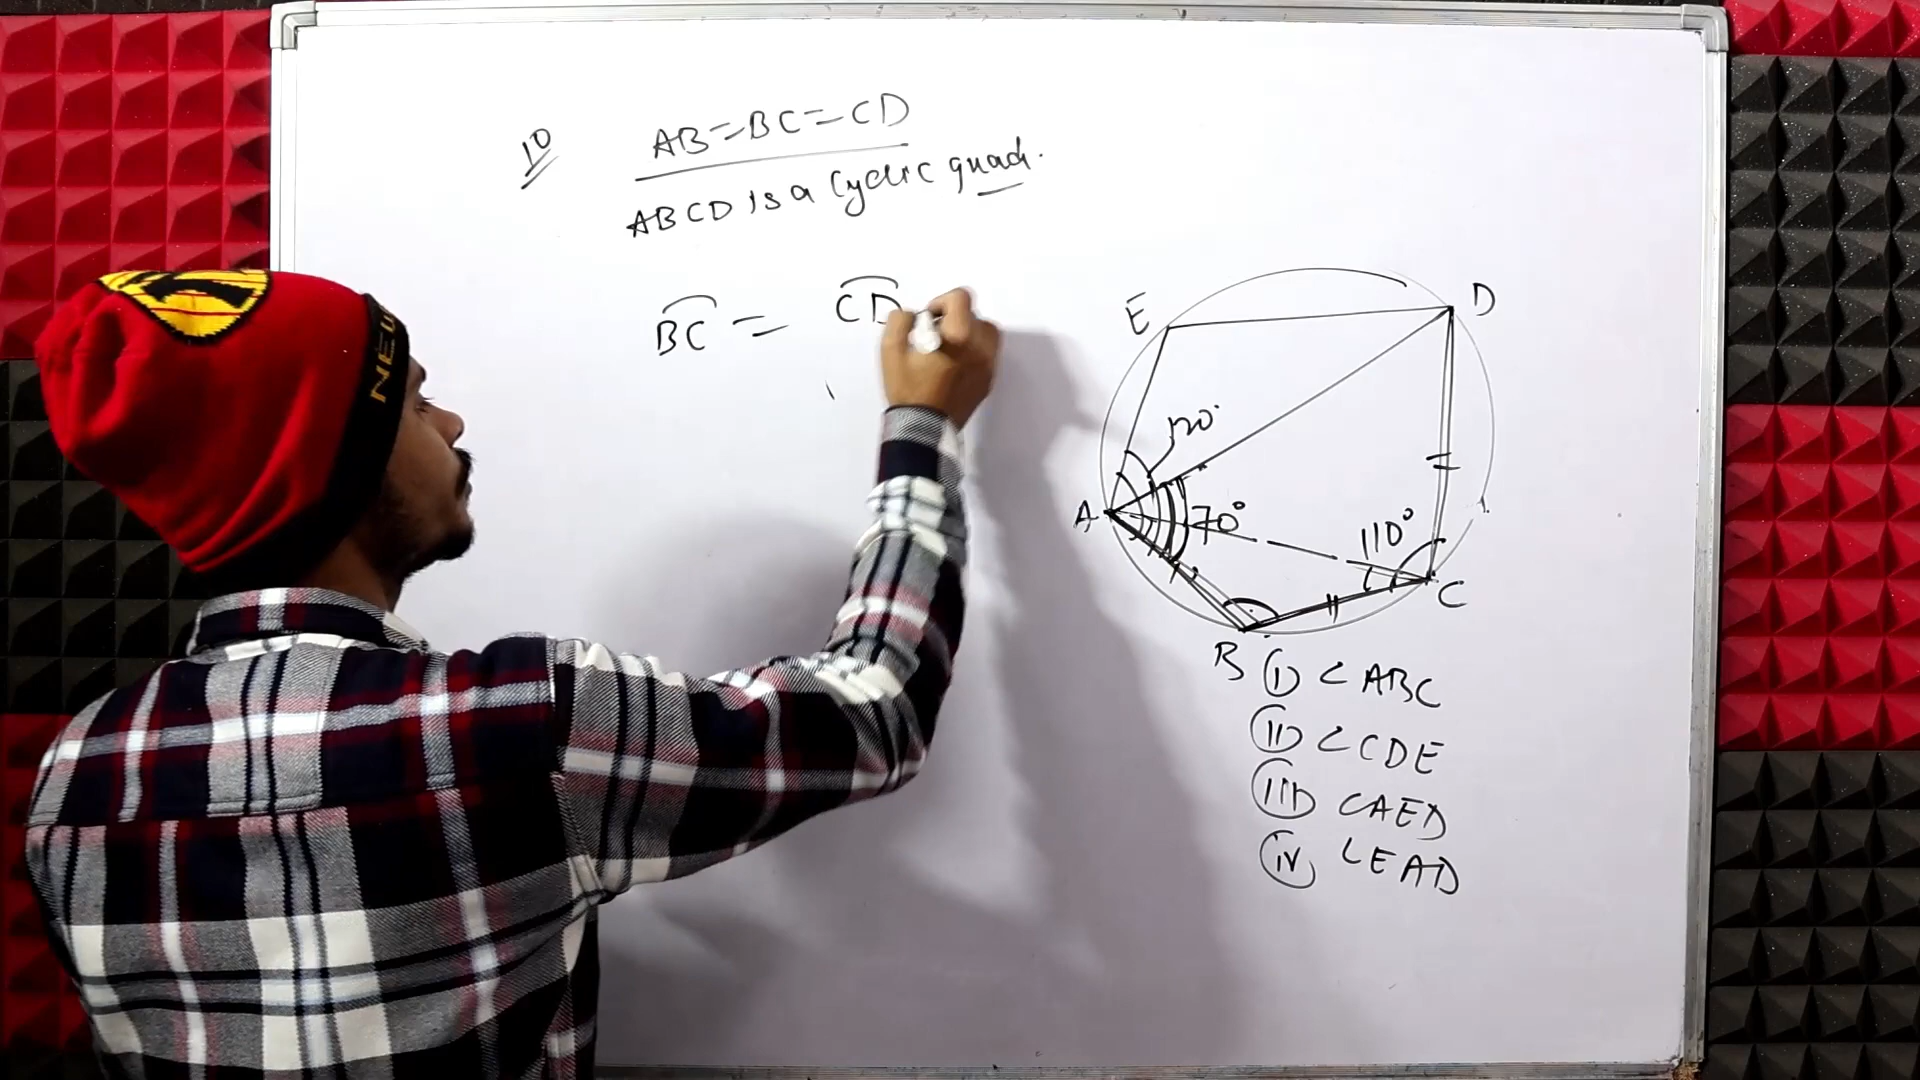 10
AB=BC=CD
ABCD is a cyclic quad.
BC = CD
E
D
120°
A
70°
110°
C
B
(i) <ABC
(ii) <CDE
(iii) <AED
(iv) <EAD
NEW